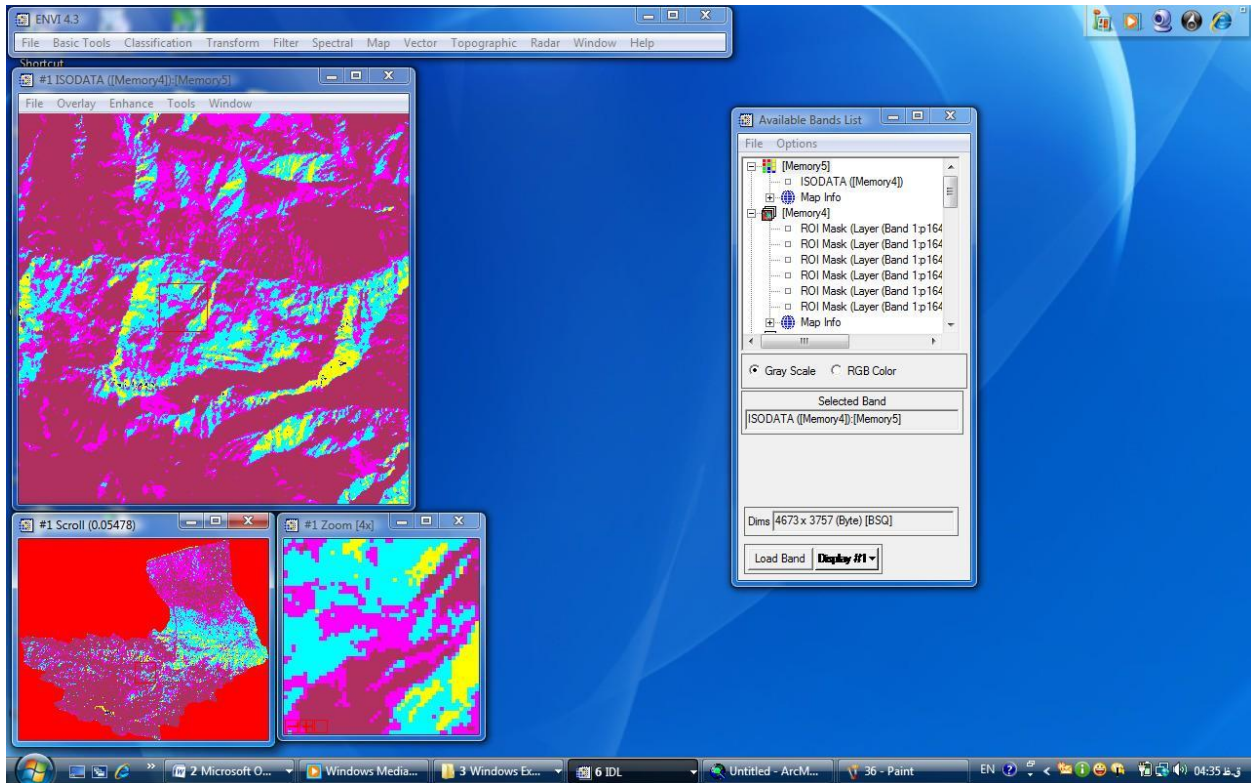 ENVI 4.3
File Basic Tools Classification Transform Filter Spectral Map Vector Topographic Radar Window Help
Shortcut
#1 ISODATA ([Memory4]):[Memory5]
File Overlay Enhance Tools Window
Available Bands List
File Options
[Memory5]
ISODATA ([Memory4])
Map Info
[Memory4]
ROI Mask (Layer (Band 1:p164
ROI Mask (Layer (Band 1:p164
ROI Mask (Layer (Band 1:p164
ROI Mask (Layer (Band 1:p164
ROI Mask (Layer (Band 1:p164
ROI Mask (Layer (Band 1:p164
Map Info
Gray Scale RGB Color
Selected Band
ISODATA ([Memory4]):[Memory5]
Dims 4673 x 3757 (Byte) [BSQ]
Load Band Display #1
#1 Scroll (0.05478)
#1 Zoom [4x]
2 Microsoft O... Windows Media... 3 Windows Ex... 6 IDL Untitled - ArcM... 36 - Paint EN 04:35 ق.ظ